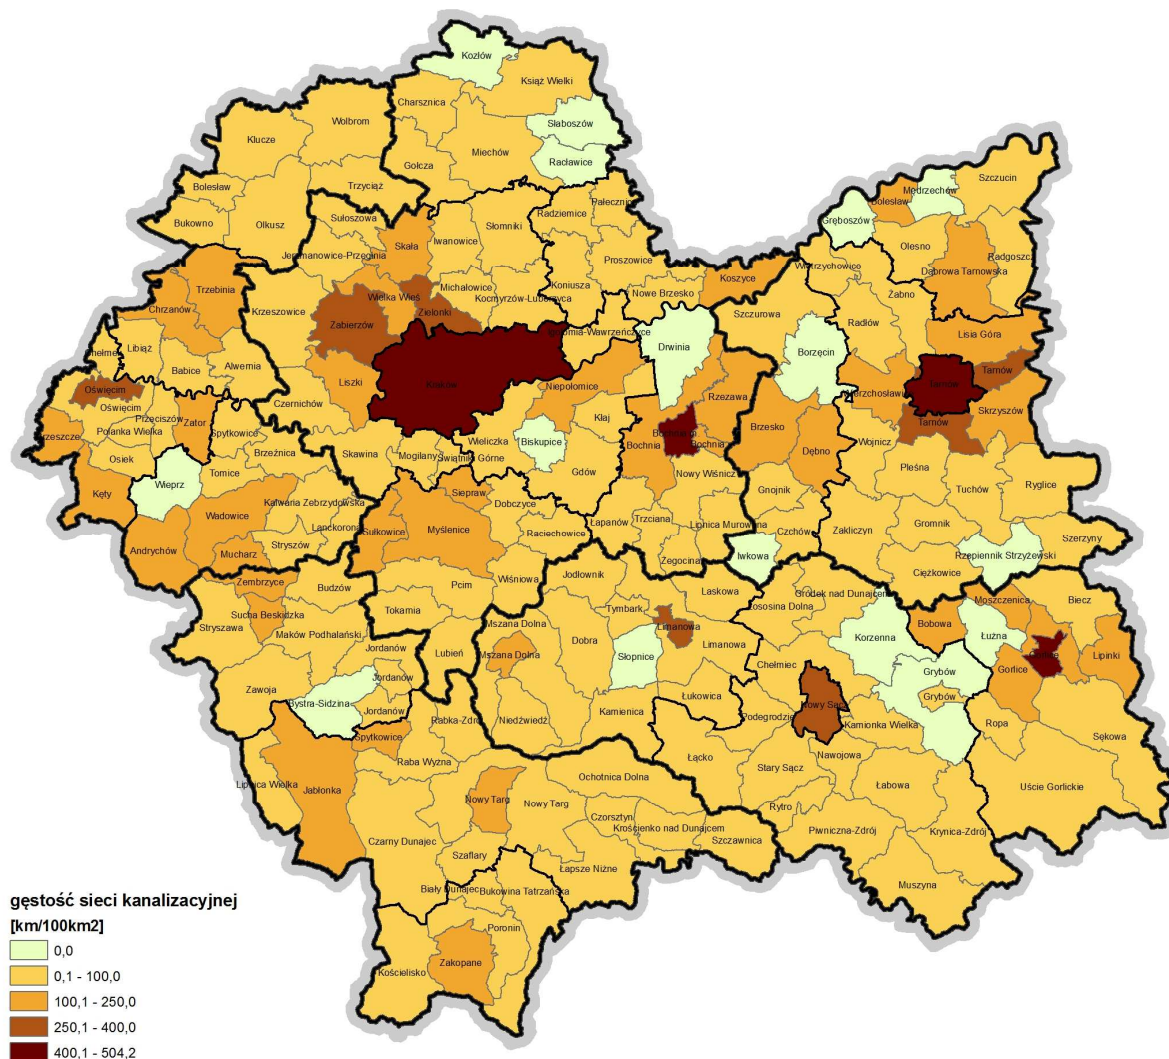 Kozłów
Książ Wielki
Charsznica
Wolbrom
Słaboszów
Klucze
Miechów
Racławice
Gołcza
Bolesław
Trzyciąż
Szczucin
Mędrzechów
Bukowno
Olkusz
Sułoszowa
Radziemice
Pałecznica
Bolesław
Gręboszów
Skała
Iwanowice
Słomniki
Olesno
Jerzmanowice-Przeginia
Proszowice
Radgoszcz
Dąbrowa Tarnowska
Wietrzychowice
Trzebinia
Koszyce
Michałowice
Koniusza
Wielka Wieś
Nowe Brzesko
Żabno
Kocmyrzów-Luborzyca
Chrzanów
Krzeszowice
Zielonki
Szczurowa
Zabierzów
Radłów
Igołomia-Wawrzeńczyce
Lisia Góra
Libiąż
Drwinia
Borzęcin
Chełmek
Babice
Alwernia
Oświęcim
Liszki
Kraków
Niepołomice
Tarnów
Tarnów
Rzezawa
Wierzchosławice
Czernichów
Oświęcim
Skrzyszów
Przeciszów
Zator
Kłaj
Tarnów
Brzesko
Polanka Wielka
Spytkowice
Wieliczka
Biskupice
Bochnia
Bochnia
Wojnicz
Brzeszcze
Osiek
Brzeźnica
Skawina
Mogilany
Świątniki Górne
Dębno
Tomice
Gdów
Nowy Wiśnicz
Pleśna
Kęty
Wieprz
Tuchów
Ryglice
Gnojnik
Siepraw
Kalwaria Zebrzydowska
Dobczyce
Wadowice
Łapanów
Trzciana
Lipnica Murowana
Zakliczyn
Gromnik
Lanckorona
Sułkowice
Myślenice
Raciechowice
Czchów
Szerzyny
Andrychów
Mucharz
Stryszów
Żegocina
Iwkowa
Rzepiennik Strzyżewski
Ciężkowice
Zembrzyce
Budzów
Pcim
Wiśniowa
Jodłownik
Laskowa
Gródek nad Dunajcem
Moszczenica
Biecz
Sucha Beskidzka
Tokarnia
Tymbark
Łososina Dolna
Stryszawa
Mszana Dolna
Limanowa
Bobowa
Maków Podhalański
Dobra
Korzenna
Łużna
Lubień
Limanowa
Jordanów
Mszana Dolna
Gorlice
Lipinki
Słopnice
Chełmiec
Gorlice
Jordanów
Grybów
Zawoja
Bystra-Sidzina
Łukowica
Grybów
Jordanów
Kamienica
Nowy Sącz
Niedźwiedź
Podegrodzie
Rabka-Zdrój
Kamionka Wielka
Ropa
Spytkowice
Sękowa
Raba Wyżna
Łącko
Nawojowa
Stary Sącz
Ochotnica Dolna
Lipnica Wielka
Jabłonka
Łabowa
Uście Gorlickie
Nowy Targ
Nowy Targ
Rytro
Czorsztyn
Krościenko nad Dunajcem
Piwniczna-Zdrój
Krynica-Zdrój
Czarny Dunajec
Szczawnica
Szaflary
Łapsze Niżne
Biały Dunajec
Bukowina Tatrzańska
Muszyna
Poronin
Zakopane
Kościelisko
gęstość sieci kanalizacyjnej
[km/100km2]
0,0
0,1 - 100,0
100,1 - 250,0
250,1 - 400,0
400,1 - 504,2